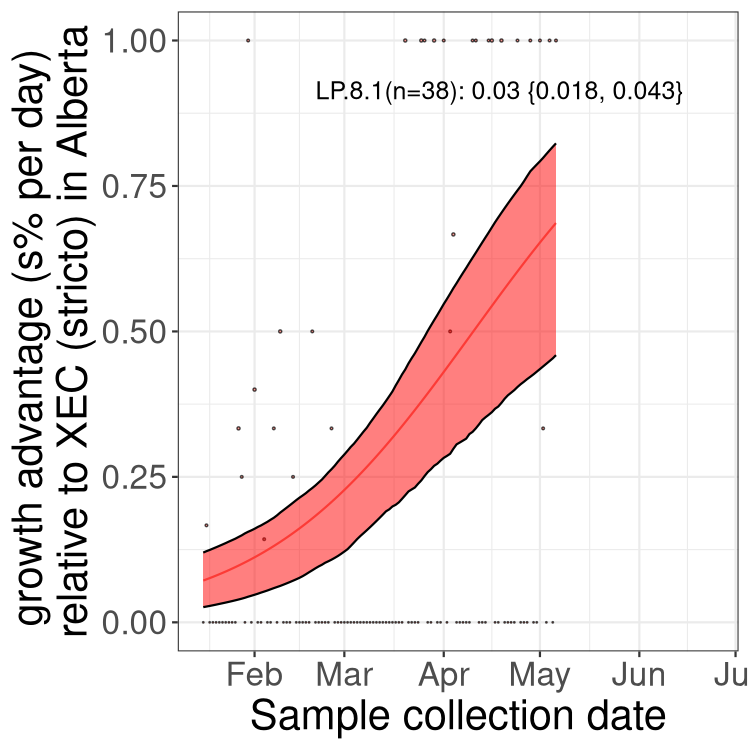 growth advantage (s% per day)
relative to XEC (stricto) in Alberta
1.00
0.75
0.50
0.25
0.00
LP.8.1(n=38): 0.03 {0.018, 0.043}
Feb Mar Apr May Jun Ju
Sample collection date